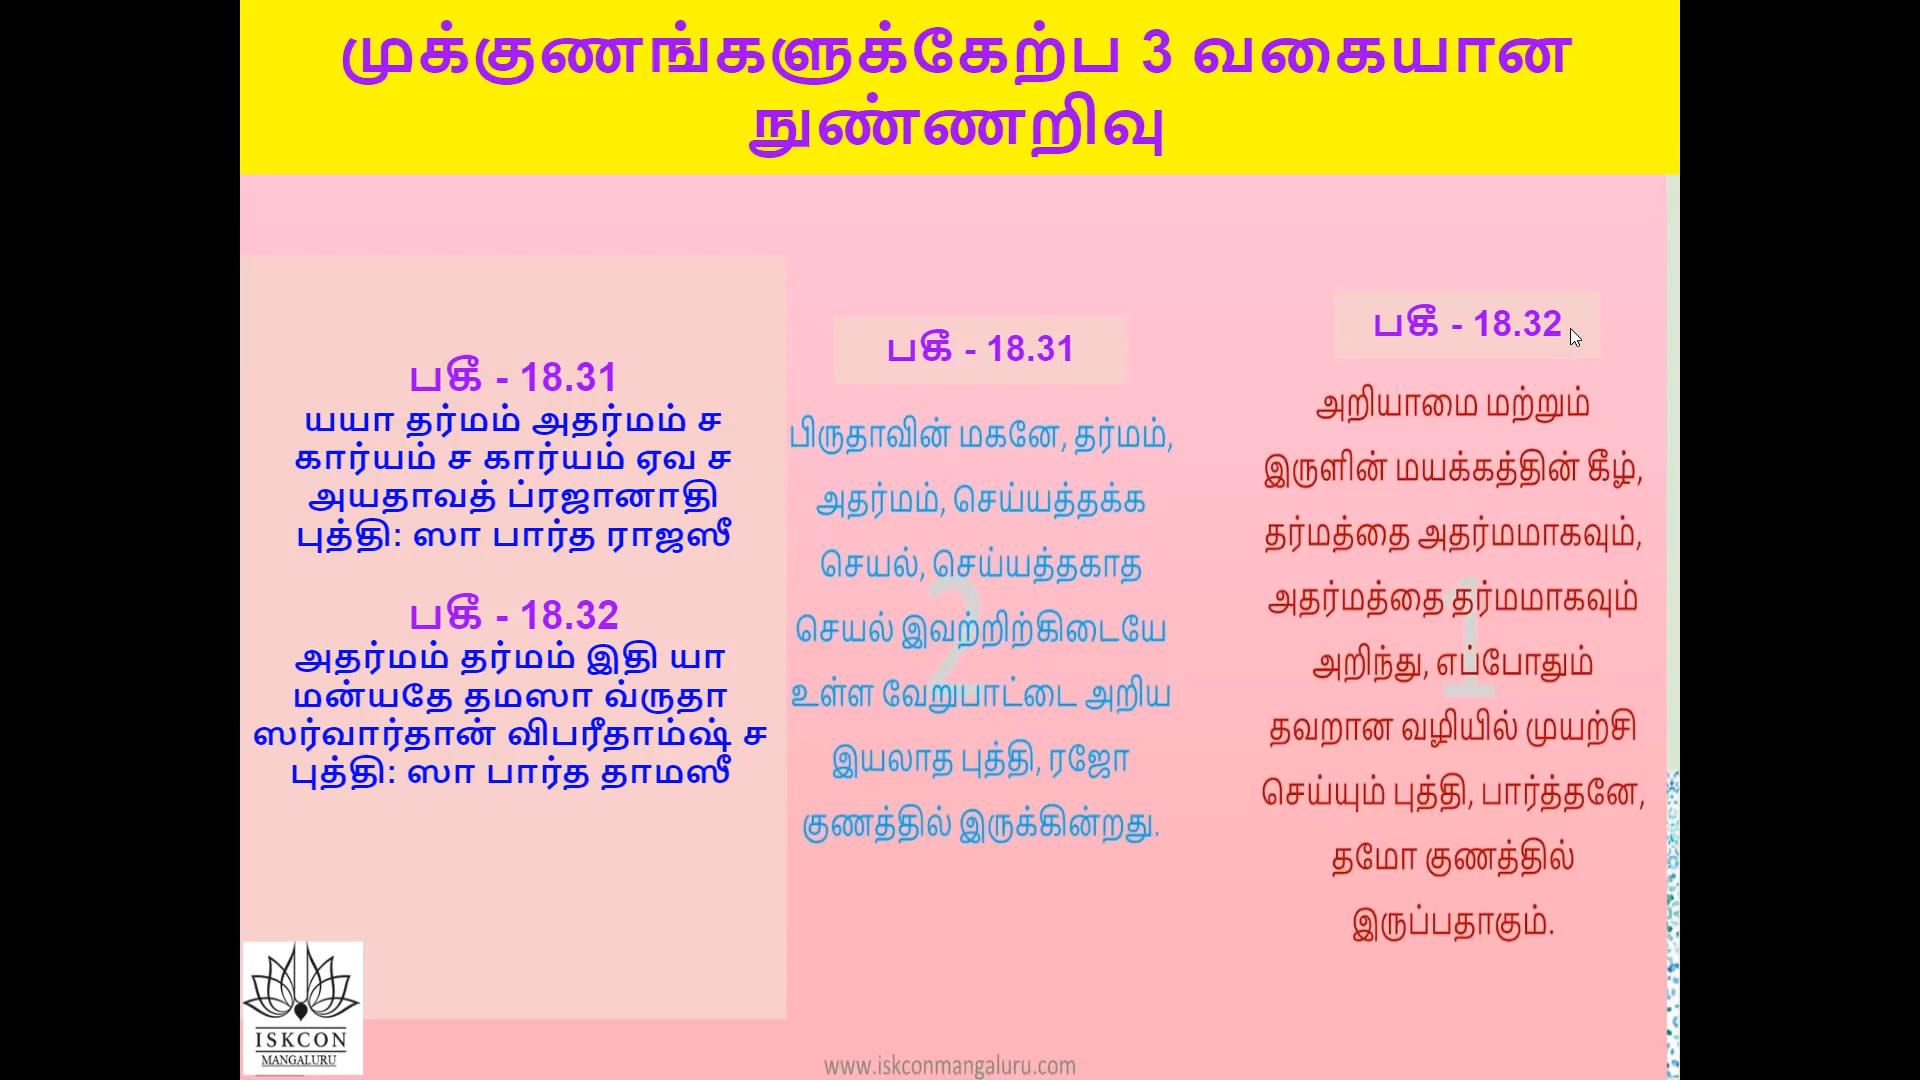 முக்குணங்களுக்கேற்ப 3 வகையான
நுண்ணறிவு
பகீ - 18.31
யயா தர்மம் அதர்மம் ச
கார்யம் ச கார்யம் ஏவ ச
அயதாவத் ப்ரஜானாதி
புத்தி: ஸா பார்த ராஜஸீ
பகீ - 18.32
அதர்மம் தர்மம் இதி யா
மன்யதே தமஸா வ்ருதா
ஸர்வார்தான் விபரீதாம்ஷ் ச
புத்தி: ஸா பார்த தாமஸீ
பகீ - 18.31
பிருதாவின் மகனே, தர்மம்,
அதர்மம், செய்யத்தக்க
செயல், செய்யத்தகாத
செயல் இவற்றிற்கிடையே
உள்ள வேறுபாட்டை அறிய
இயலாத புத்தி, ரஜோ
குணத்தில் இருக்கின்றது.
2
பகீ - 18.32
அறியாமை மற்றும்
இருளின் மயக்கத்தின் கீழ்,
தர்மத்தை அதர்மமாகவும்,
அதர்மத்தை தர்மமாகவும்
அறிந்து, எப்போதும்
தவறான வழியில் முயற்சி
செய்யும் புத்தி, பார்த்தனே,
தமோ குணத்தில்
இருப்பதாகும்.
1
ISKCON
MANGALURU
www.iskconmangaluru.com